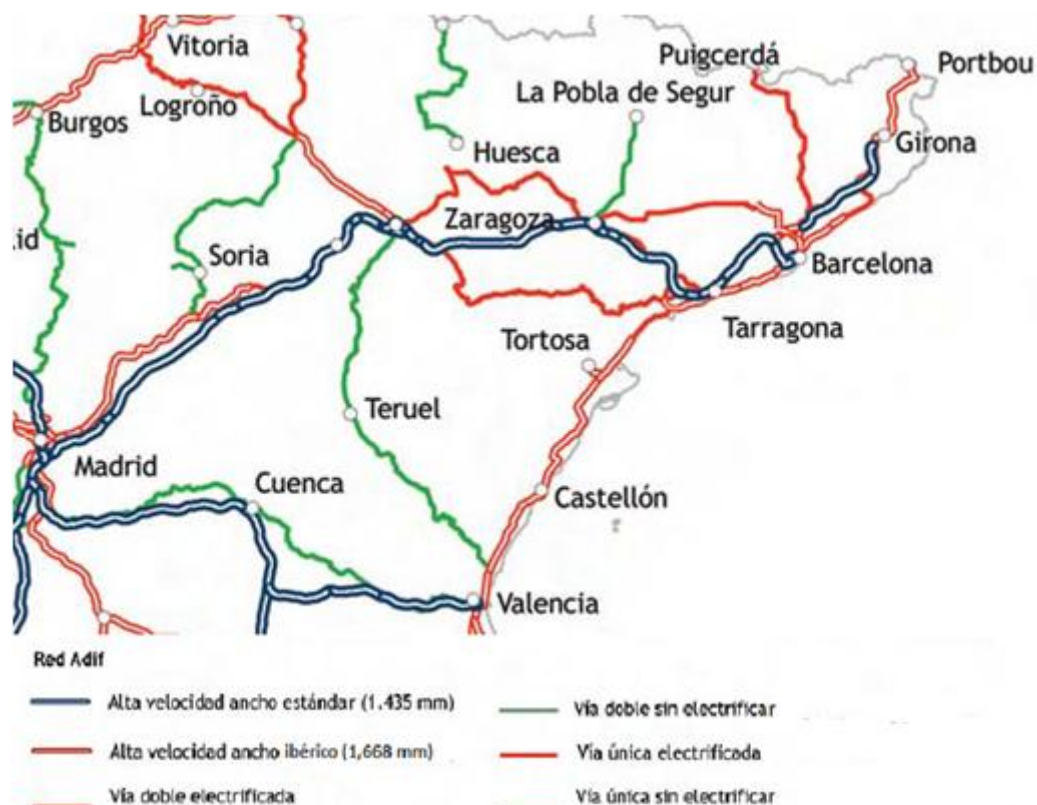 Vitoria
Puigcerdá
Portbou
La Pobla de Segur
Logroño
Burgos
Girona
Huesca
Zaragoza
lid
Soria
Barcelona
Tarragona
Tortosa
Teruel
Madrid
Cuenca
Castellón
Valencia
Red Adif
Alta velocidad ancho estándar (1.435 mm)
Vía doble sin electrificar
Alta velocidad ancho ibérico (1,668 mm)
Vía única electrificada
Vía doble electrificada
Vía única sin electrificar